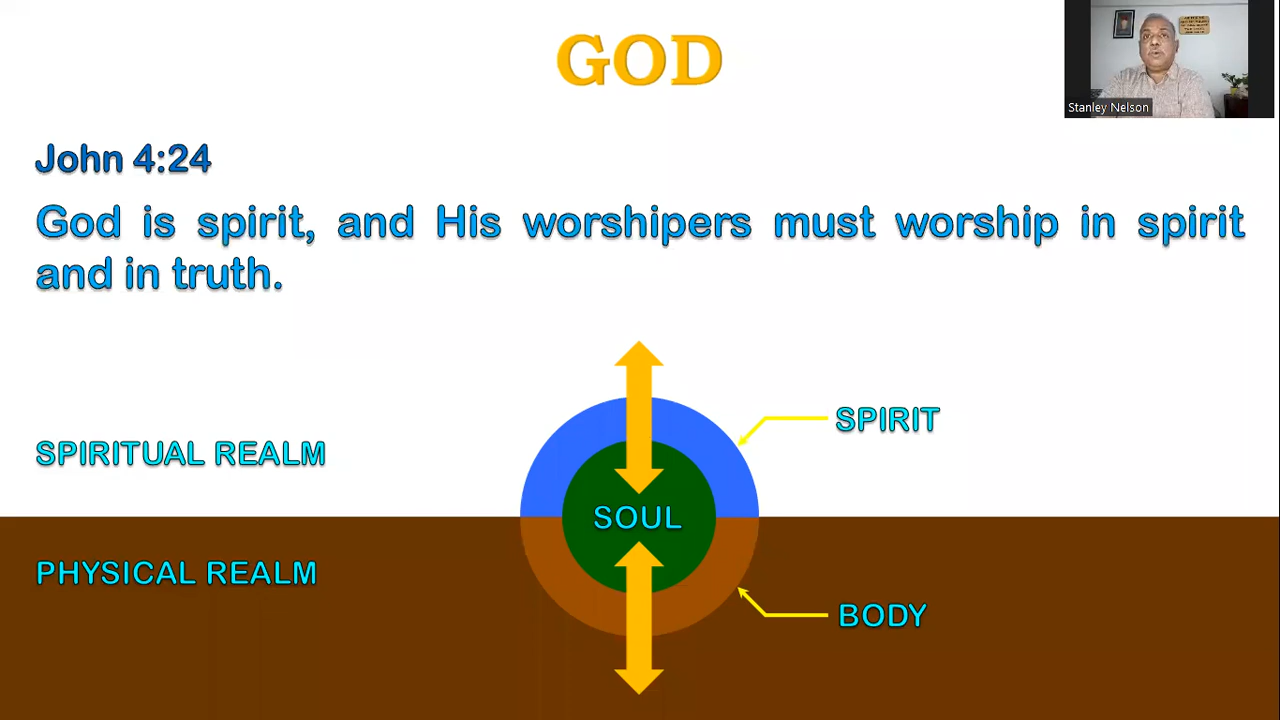 GOD
Stanley Nelson
John 4:24
God is spirit, and His worshipers must worship in spirit
and in truth.
SPIRIT
SPIRITUAL REALM
SOUL
PHYSICAL REALM
BODY